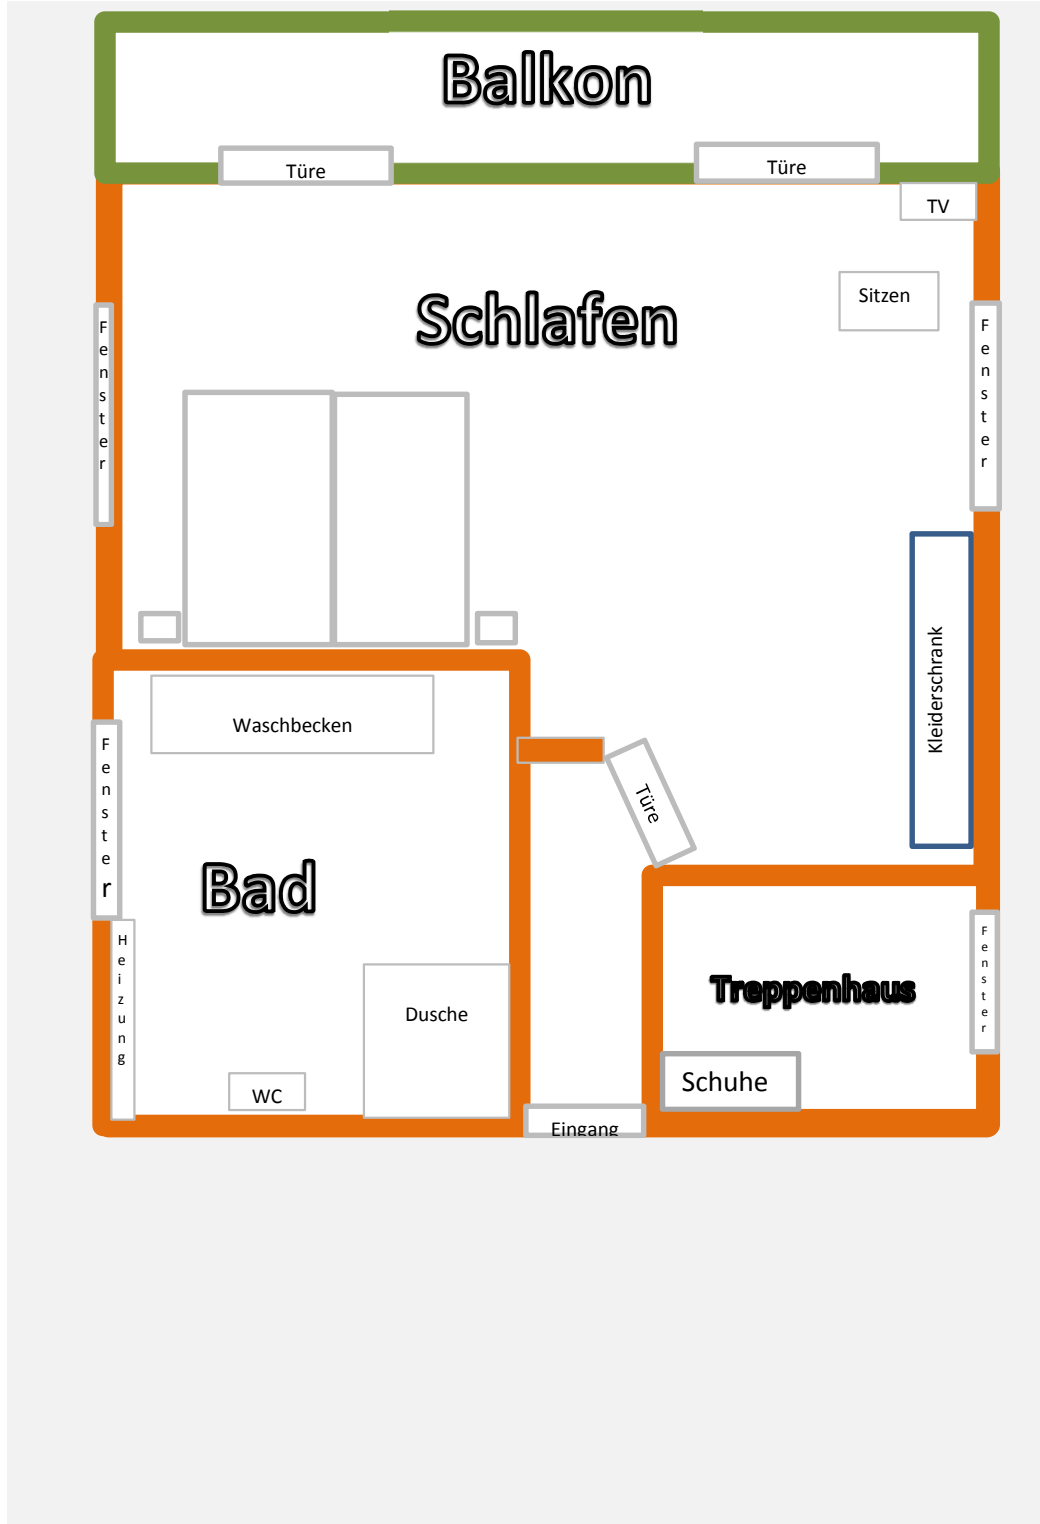 Balkon
Türe
Türe
TV
Sitzen
Schlafen
Fenster
Fenster
Kleiderschrank
Waschbecken
Fenster
Türe
Bad
Heizung
Dusche
WC
Treppenhaus
Fenster
Schuhe
Eingang